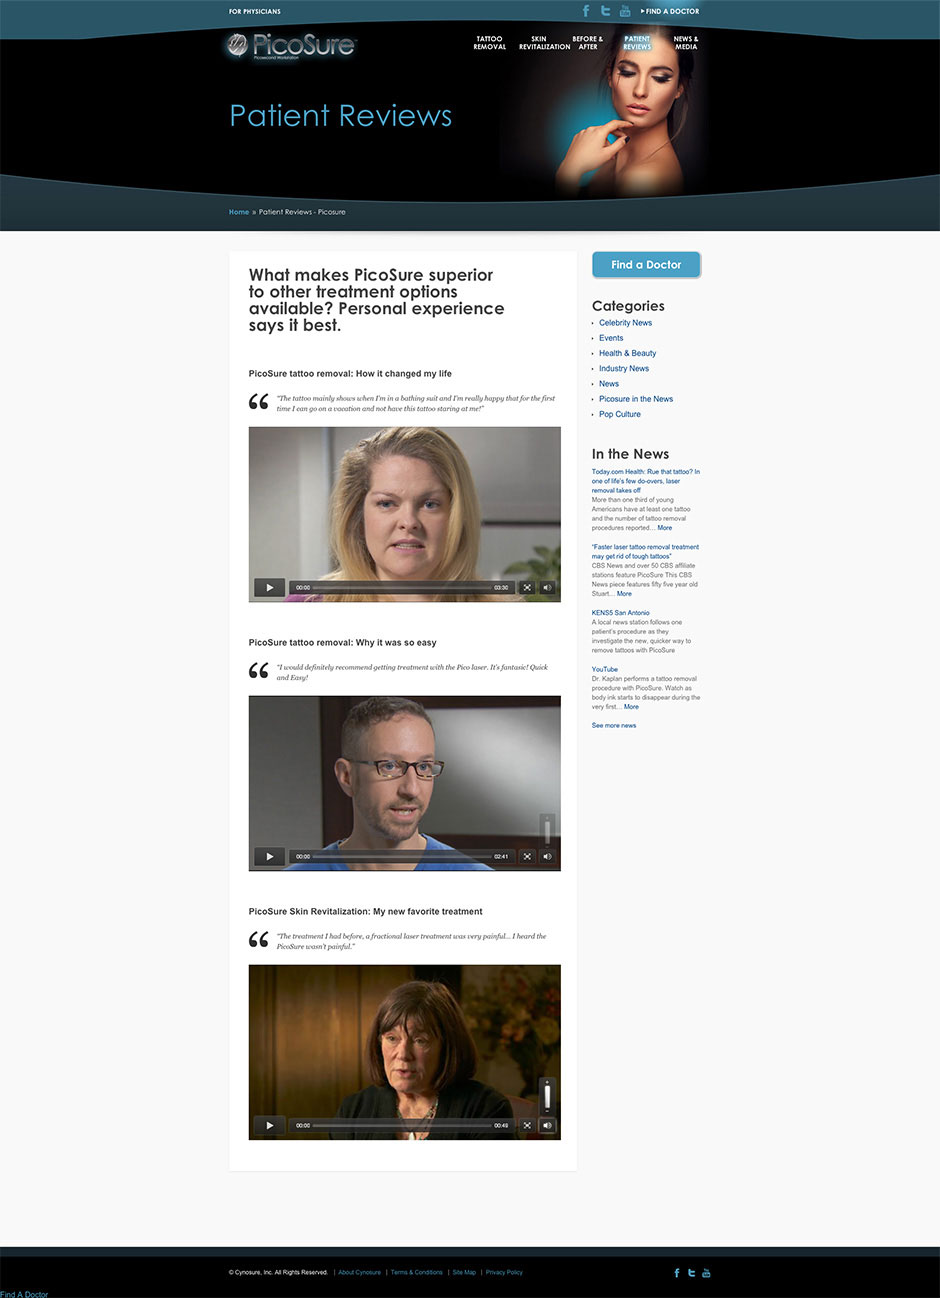 FOR PHYSICIANS
FIND A DOCTOR
PicoSure
Picosecond Workstation
TATTOO REMOVAL
SKIN REVITALIZATION
BEFORE & AFTER
PATIENT REVIEWS
NEWS & MEDIA
Patient Reviews
Home » Patient Reviews - Picosure
What makes PicoSure superior
to other treatment options
available? Personal experience
says it best.
PicoSure tattoo removal: How it changed my life
"The tattoo mainly shows when I'm in a bathing suit and I'm really happy that for the first
time I can go on a vacation and not have this tattoo staring at me!"
00:00 03:30
PicoSure tattoo removal: Why it was so easy
"I would definitely recommend getting treatment with the Pico laser. It's fantasic! Quick
and Easy!
00:00 02:41
PicoSure Skin Revitalization: My new favorite treatment
"The treatment I had before, a fractional laser treatment was very painful... I heard the
PicoSure wasn't painful."
00:00 00:49
Find a Doctor
Categories
Celebrity News
Events
Health & Beauty
Industry News
News
Picosure in the News
Pop Culture
In the News
Today.com Health: Rue that tattoo? In
one of life's few do-overs, laser
removal takes off
More than one third of young
Americans have at least one tattoo
and the number of tattoo removal
procedures reported... More
"Faster laser tattoo removal treatment
may get rid of tough tattoos"
CBS News and over 50 CBS affiliate
stations feature PicoSure This CBS
News piece features fifty five year old
Stuart... More
KENS5 San Antonio
A local news station follows one
patient's procedure as they
investigate the new, quicker way to
remove tattoos with PicoSure
YouTube
Dr. Kaplan performs a tattoo removal
procedure with PicoSure. Watch as
body ink starts to disappear during the
very first... More
See more news
© Cynosure, Inc. All Rights Reserved. | About Cynosure | Terms & Conditions | Site Map | Privacy Policy
Find A Doctor